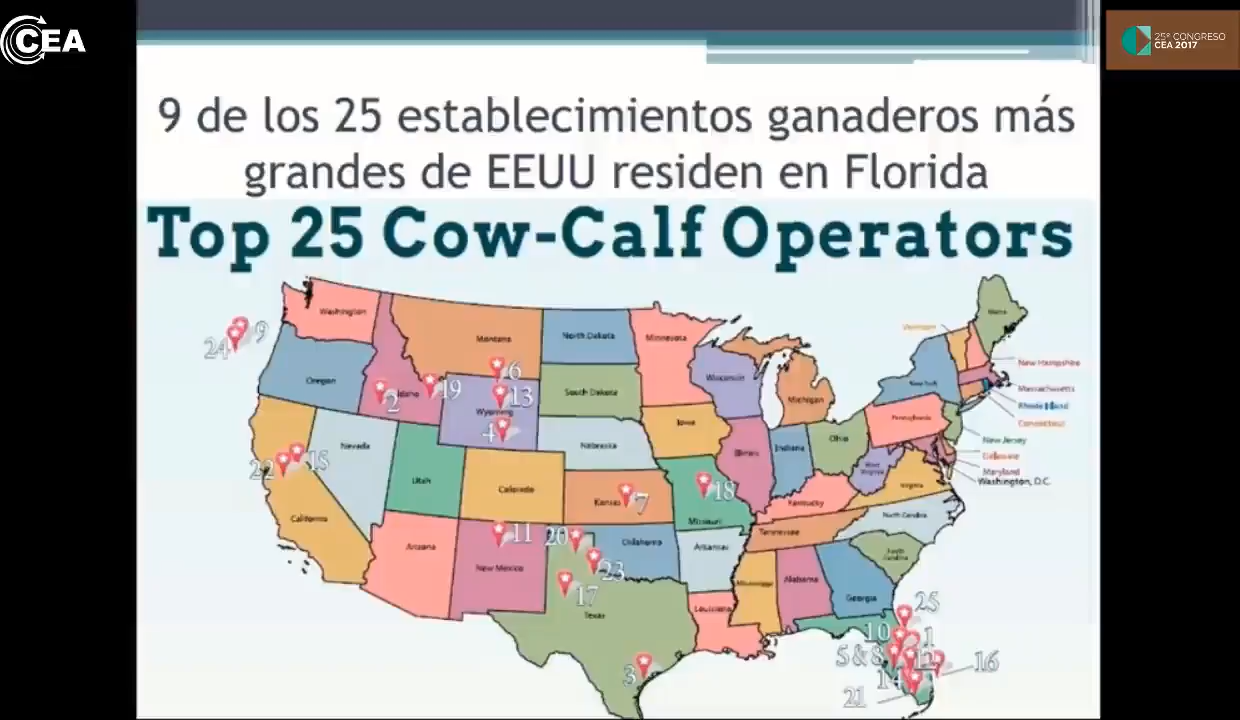 CEA
25º CONGRESO
CEA 2017
9 de los 25 establecimientos ganaderos más
grandes de EEUU residen en Florida
Top 25 Cow-Calf Operators
Washington
Montana
North Dakota
Minnesota
Maine
Vermont
9
24
Oregon
Idaho
2
19
6
13
Wyoming
4
South Dakota
Wisconsin
Michigan
New York
New Hampshire
Massachusetts
Rhode Island
Connecticut
Pennsylvania
New Jersey
Delaware
Maryland
Washington, D.C.
Nevada
22
15
California
Utah
Colorado
Nebraska
Iowa
Illinois
Indiana
Ohio
West
Virginia
Virginia
Kansas
7
18
Missouri
Kentucky
North Carolina
Tennessee
South
Carolina
Arizona
11
New Mexico
20
Oklahoma
23
17
Texas
3
Arkansas
Louisiana
Mississippi
Alabama
Georgia
25
10
1
5 & 8
12
16
14
21